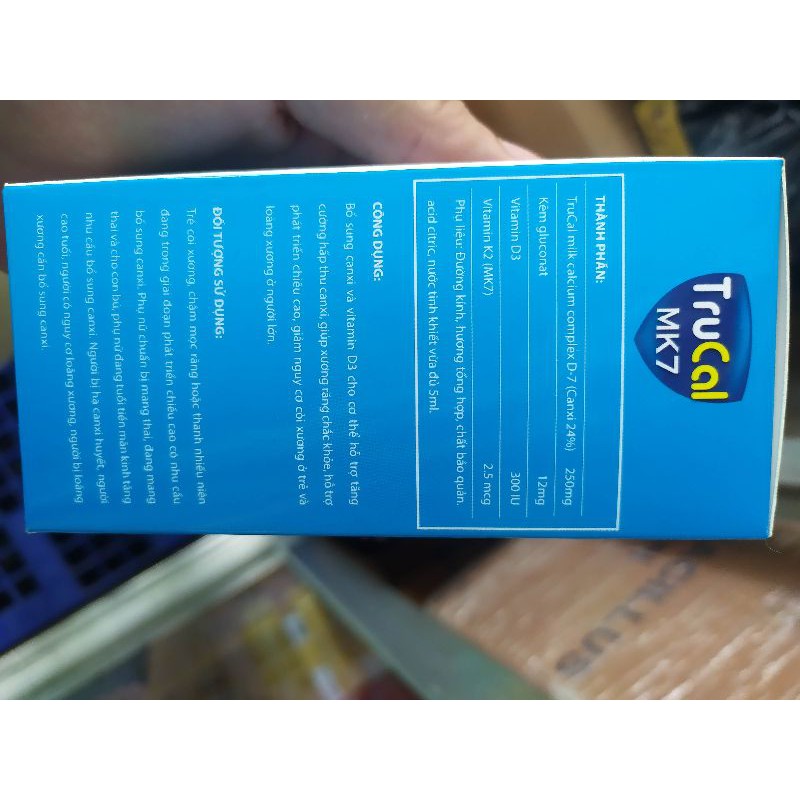 TruCal
MK7
THÀNH PHẦN:
TruCal milk calcium complex D-7 (Canxi 24%) 250mg
Kẽm gluconat 12mg
Vitamin D3 300 IU
Vitamin K2 (MK7) 2.5 mcg
Phụ liệu: Đường kính, hương tổng hợp, chất bảo quản,
acid citric, nước tinh khiết vừa đủ 5ml.
CÔNG DỤNG:
Bổ sung canxi và vitamin D3 cho cơ thể hỗ trợ tăng
cường hấp thu canxi, giúp xương răng chắc khỏe, hỗ trợ
phát triển chiều cao, giảm nguy cơ còi xương ở trẻ và
loãng xương ở người lớn.
ĐỐI TƯỢNG SỬ DỤNG:
Trẻ còi xương, chậm mọc răng hoặc thanh nhiếu niên
đang trong giai đoạn phát triển chiều cao có nhu cầu
bổ sung canxi. Phụ nữ chuẩn bị mang thai, đang mang
thai và cho con bú, phụ nữ đang tuổi tiền mãn kinh tăng
nhu cầu bổ sung canxi. Người bị hạ canxi huyết, người
cao tuổi, người có nguy cơ loãng xương, người bị loãng
xương cần bổ sung canxi.
CILLUS